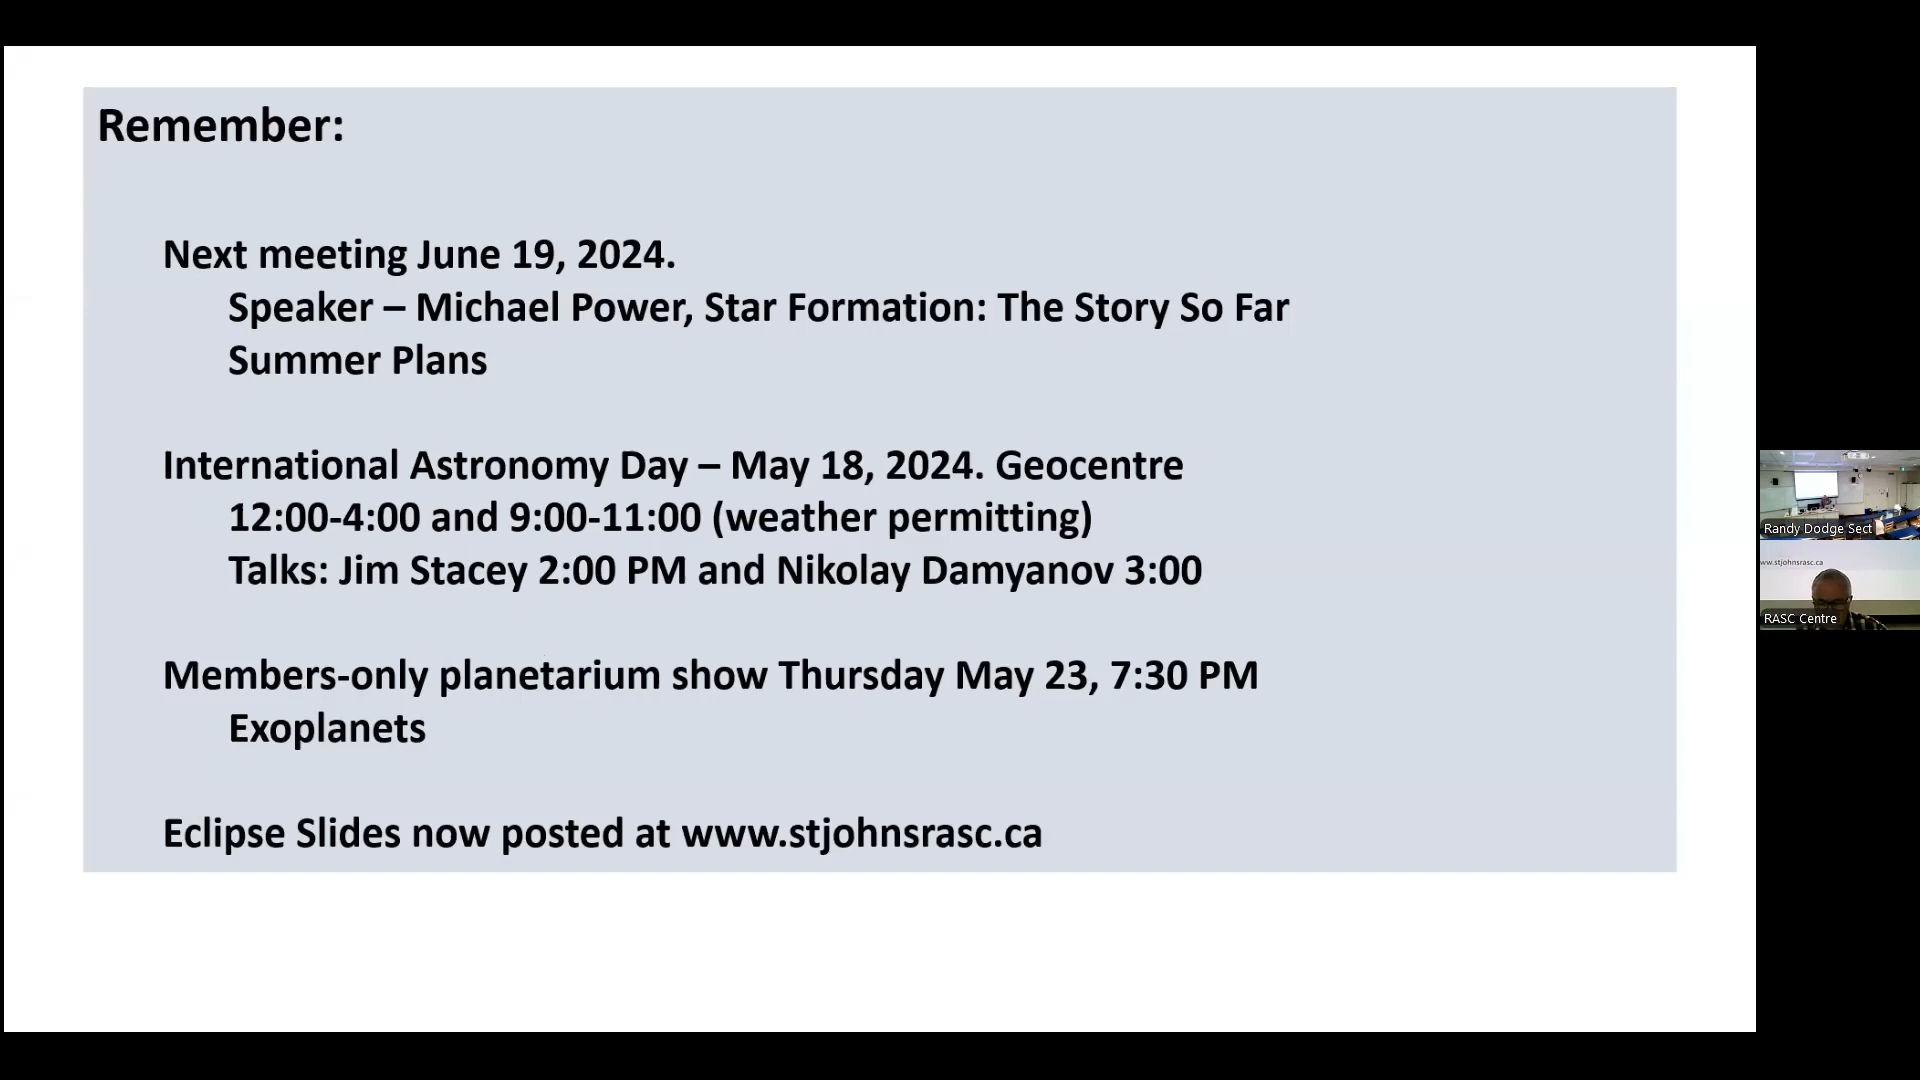 Remember:
Next meeting June 19, 2024.
Speaker – Michael Power, Star Formation: The Story So Far
Summer Plans
International Astronomy Day – May 18, 2024. Geocentre
12:00-4:00 and 9:00-11:00 (weather permitting)
Talks: Jim Stacey 2:00 PM and Nikolay Damyanov 3:00
Members-only planetarium show Thursday May 23, 7:30 PM
Exoplanets
Eclipse Slides now posted at www.stjohnsrasc.ca
Randy Dodge Sect
ww.stjohnsrasc.ca
RASC Centre